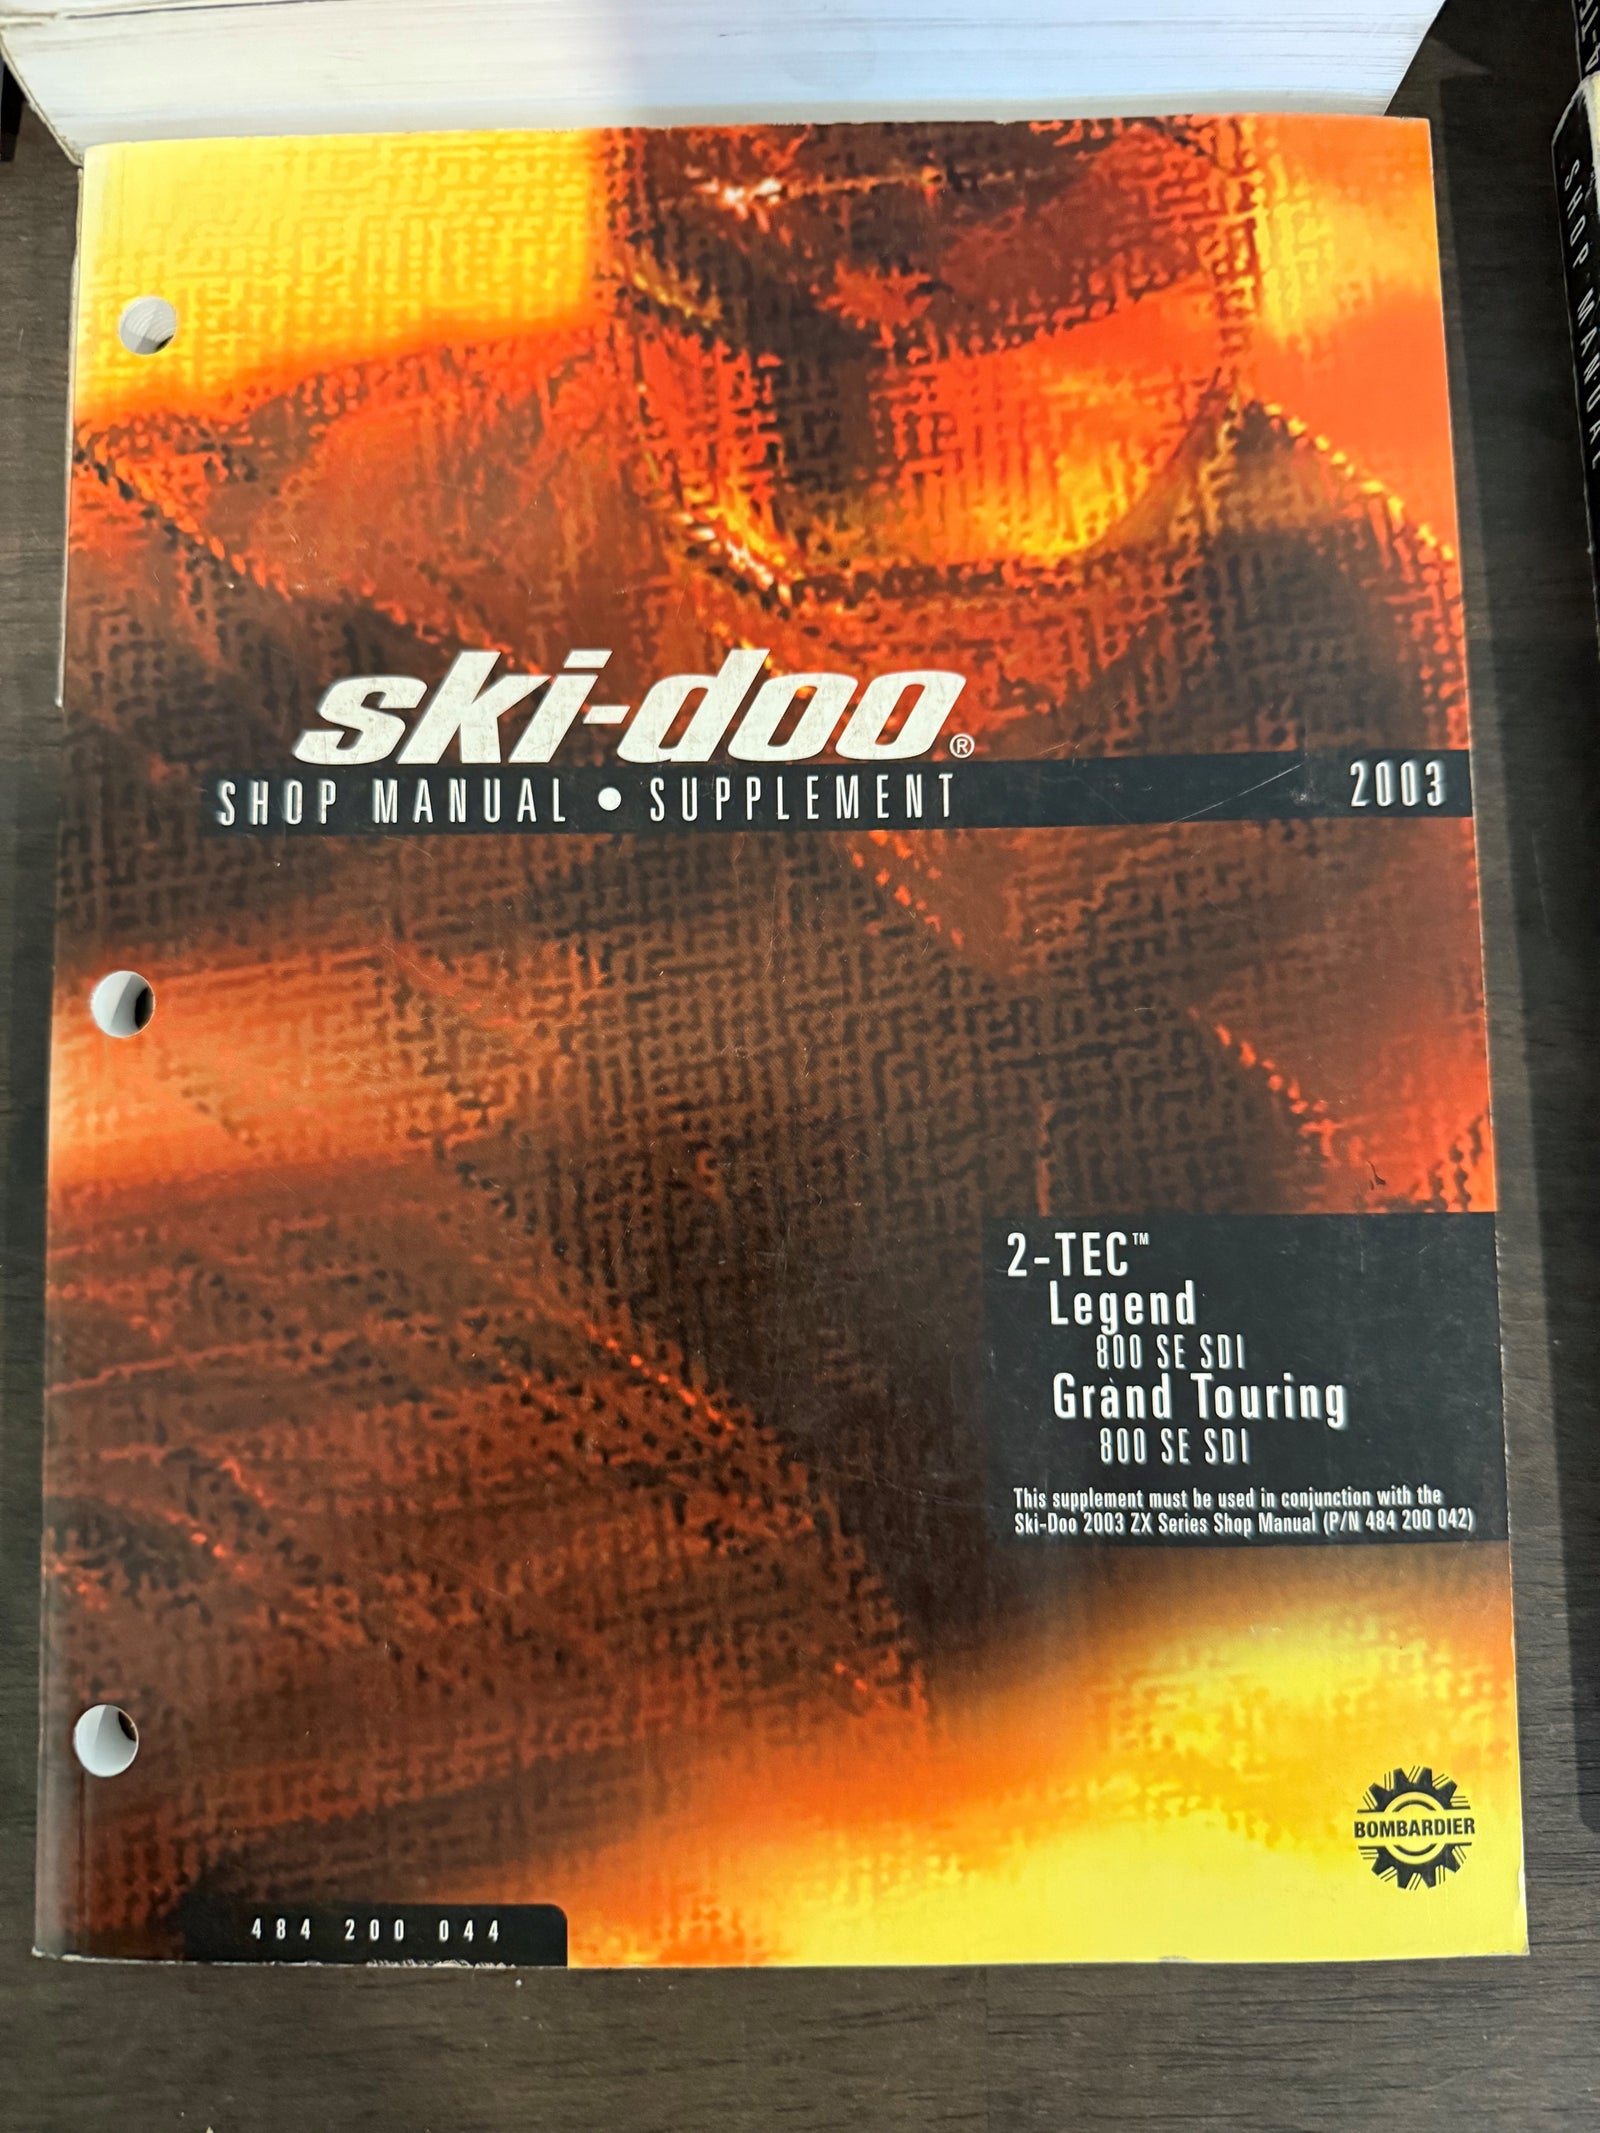 ski-doo®
SHOP MANUAL • SUPPLEMENT 2003
2-TEC™
Legend
800 SE SDI
Grand Touring
800 SE SDI
This supplement must be used in conjunction with the
Ski-Doo 2003 ZX Series Shop Manual (P/N 484 200 042)
BOMBARDIER
484 200 044
SHOP MANUAL